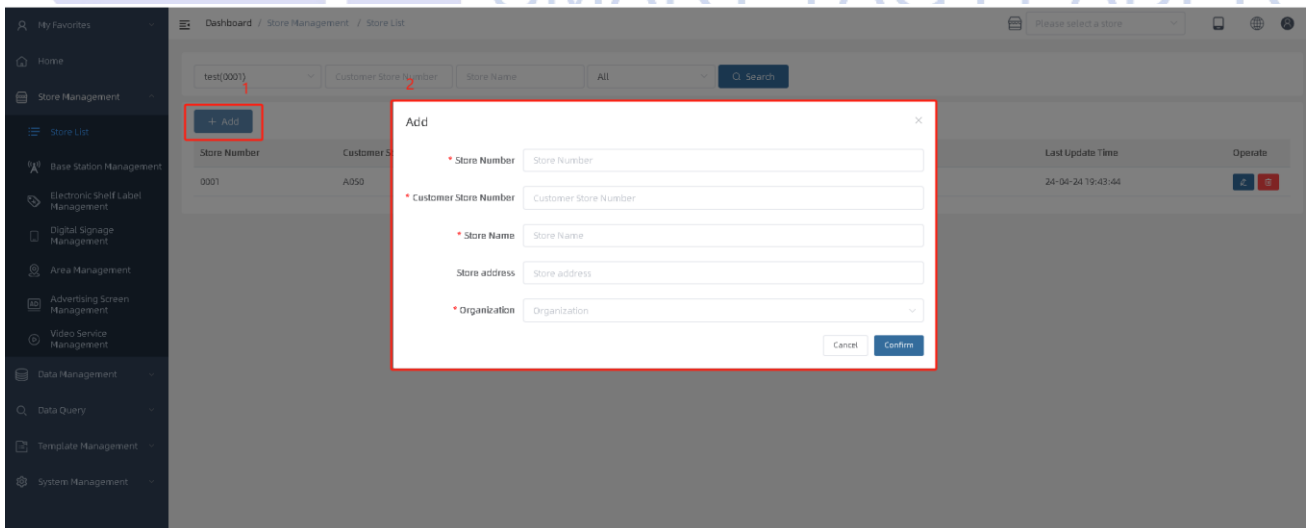 My Favorites
Dashboard / Store Management / Store List
Please select a store
Home
test(0001)
Customer Store Number
Store Name
All
Search
1
2
Store Management
+ Add
Add
Store List
Store Number
Customer S
Last Update Time
Operate
* Store Number
Store Number
Base Station Management
0001
A0S0
24-04-24 19:43:44
* Customer Store Number
Customer Store Number
Electronic Shelf Label
Management
Digital Signage
Management
* Store Name
Store Name
Area Management
Store address
Store address
Advertising Screen
Management
AD
* Organization
Organization
Video Service
Management
Cancel
Confirm
Data Management
Data Query
Template Management
System Management